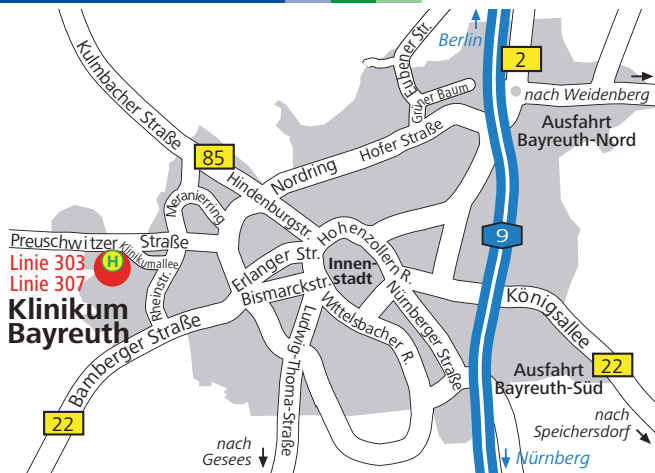 Berlin
Eubener Str.
2
Kulmbacher Straße
Grüner Baum
nach Weidenberg
Ausfahrt
Bayreuth-Nord
Hofer Straße
Nordring
85
Hindenburgstr.
Meranierring
Preuschwitzer Straße
Klinikumallee
H
Linie 303
Linie 307
Klinikum
Bayreuth
Rheinstr.
Erlanger Str.
Hohenzollern R.
Innen-
stadt
9
Bismarckstr.
Wittelsbacher R.
Nürnberger Straße
Königsallee
Ludwig-Thoma-Straße
Bamberger Straße
Ausfahrt
Bayreuth-Süd
22
22
nach
Speichersdorf
nach
Gesees
Nürnberg